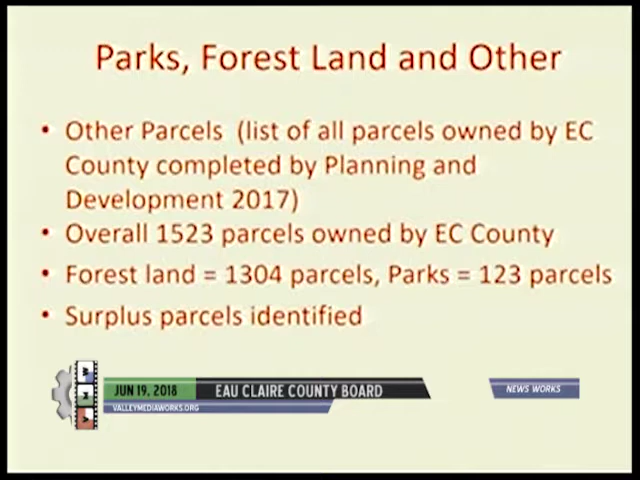 Parks, Forest Land and Other
• Other Parcels (list of all parcels owned by EC
County completed by Planning and
Development 2017)
• Overall 1523 parcels owned by EC County
• Forest land = 1304 parcels, Parks = 123 parcels
• Surplus parcels identified
JUN 19, 2018 EAU CLAIRE COUNTY BOARD NEWS WORKS
VALLEYMEDIAWORKS.ORG